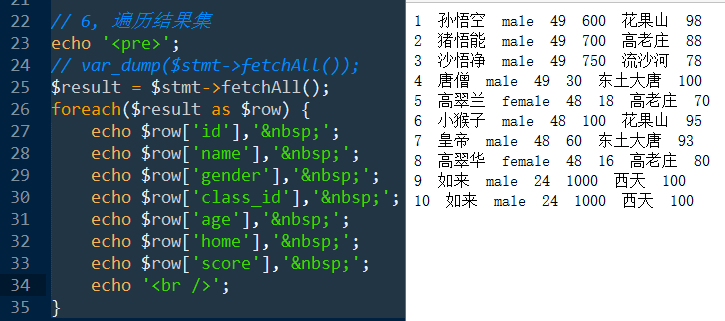 21
22 // 6, 遍历结果集
23 echo '<pre>';
24 // var_dump($stmt->fetchAll());
25 $result = $stmt->fetchAll();
26 foreach($result as $row) {
27 echo $row['id'],'&nbsp;';
28 echo $row['name'],'&nbsp;';
29 echo $row['gender'],'&nbsp;';
30 echo $row['class_id'],'&nbsp;';
31 echo $row['age'],'&nbsp;';
32 echo $row['home'],'&nbsp;';
33 echo $row['score'],'&nbsp;';
34 echo '<br />';
35 }
1 孙悟空 male 49 600 花果山 98
2 猪悟能 male 49 700 高老庄 88
3 沙悟净 male 49 750 流沙河 78
4 唐僧 male 49 30 东土大唐 100
5 高翠兰 female 48 18 高老庄 70
6 小猴子 male 48 100 花果山 95
7 皇帝 male 48 60 东土大唐 93
8 高翠华 female 48 16 高老庄 80
9 如来 male 24 1000 西天 100
10 如来 male 24 1000 西天 100